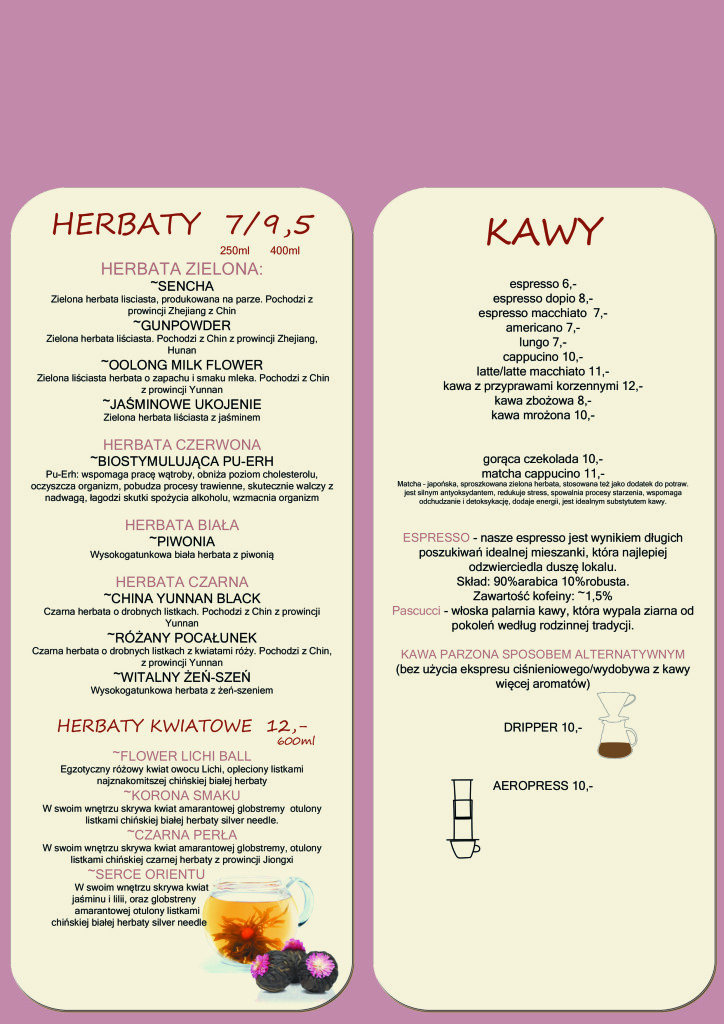 HERBATY 7/9,5
250ml 400ml
HERBATA ZIELONA:
~SENCHA
Zielona herbata lisciasta, produkowana na parze. Pochodzi z
prowincji Zhejiang z Chin
~GUNPOWDER
Zielona herbata liściasta. Pochodzi z Chin z prowincji Zhejiang,
Hunan
~OOLONG MILK FLOWER
Zielona liściasta herbata o zapachu i smaku mleka. Pochodzi z Chin
z prowincji Yunnan
~JAŚMINOWE UKOJENIE
Zielona herbata liściasta z jaśminem
HERBATA CZERWONA
~BIOSTYMULUJĄCA PU-ERH
Pu-Erh: wspomaga pracę wątroby, obniża poziom cholesterolu,
oczyszcza organizm, pobudza procesy trawienne, skutecznie walczy z
nadwagą, łagodzi skutki spożycia alkoholu, wzmacnia organizm
HERBATA BIAŁA
~PIWONIA
Wysokogatunkowa biała herbata z piwonią
HERBATA CZARNA
~CHINA YUNNAN BLACK
Czarna herbata o drobnych listkach. Pochodzi z Chin z prowincji
Yunnan
~RÓŻANY POCAŁUNEK
Czarna herbata o drobnych listkach z kwiatami róży. Pochodzi z Chin,
z prowincji Yunnan
~WITALNY ŻEŃ-SZEŃ
Wysokogatunkowa herbata z żeń-szeniem
HERBATY KWIATOWE 12,-
600ml
~FLOWER LICHI BALL
Egzotyczny różowy kwiat owocu Lichi, opleciony listkami
najznakomitszej chińskiej białej herbaty
~KORONA SMAKU
W swoim wnętrzu skrywa kwiat amarantowej globstremy otulony
listkami chińskiej białej herbaty silver needle.
~CZARNA PERŁA
W swoim wnętrzu skrywa kwiat amarantowej globstremy, otulony
listkami chińskiej czarnej herbaty z prowincji Jiongxi
~SERCE ORIENTU
W swoim wnętrzu skrywa kwiat
jaśminu i lilii, oraz globstreny
amarantowej otulony listkami
chińskiej białej herbaty silver needle
KAWY
espresso 6,-
espresso dopio 8,-
espresso macchiato 7,-
americano 7,-
lungo 7,-
cappucino 10,-
latte/latte macchiato 11,-
kawa z przyprawami korzennymi 12,-
kawa zbożowa 8,-
kawa mrożona 10,-
gorąca czekolada 10,-
matcha cappucino 11,-
Matcha - japońska, sproszkowana zielona herbata, stosowana też jako dodatek do potraw.
jest silnym antyoksydantem, redukuje stress, spowalnia procesy starzenia, wspomaga
odchudzanie i detoksykację, dodaje energii, jest idealnym substytutem kawy.
ESPRESSO - nasze espresso jest wynikiem długich
poszukiwań idealnej mieszanki, która najlepiej
odzwierciedla duszę lokalu.
Skład: 90%arabica 10%robusta.
Zawartość kofeiny: ~1,5%
Pascucci - włoska palarnia kawy, która wypala ziarna od
pokoleń według rodzinnej tradycji.
KAWA PARZONA SPOSOBEM ALTERNATYWNYM
(bez użycia ekspresu ciśnieniowego/wydobywa z kawy
więcej aromatów)
DRIPPER 10,-
AEROPRESS 10,-